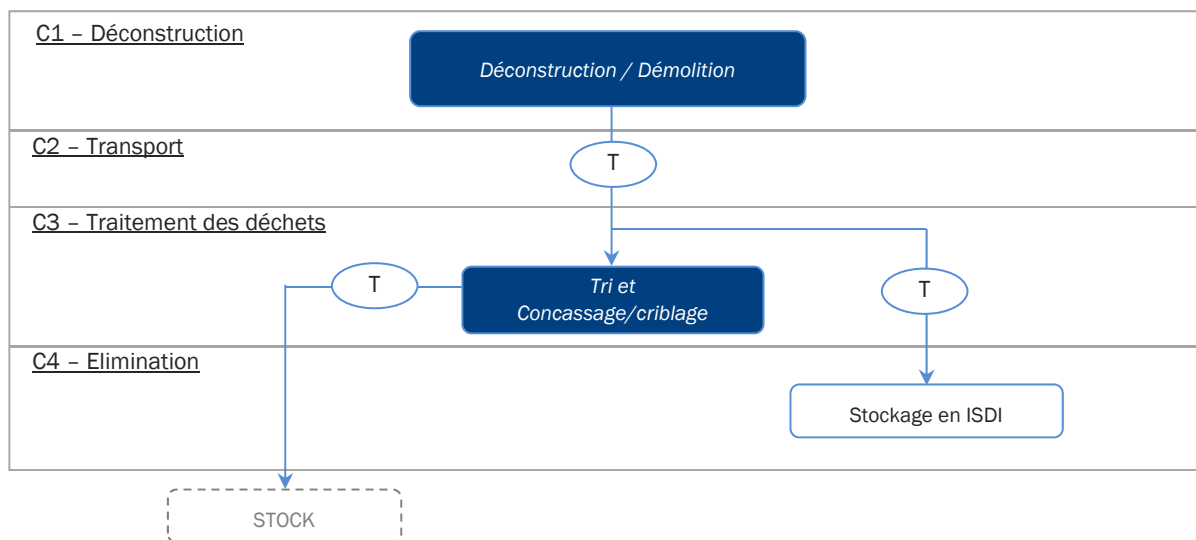 C1 – Déconstruction
Déconstruction / Démolition
C2 – Transport
T
C3 – Traitement des déchets
T
Tri et
Concassage/criblage
T
C4 – Elimination
Stockage en ISDI
STOCK